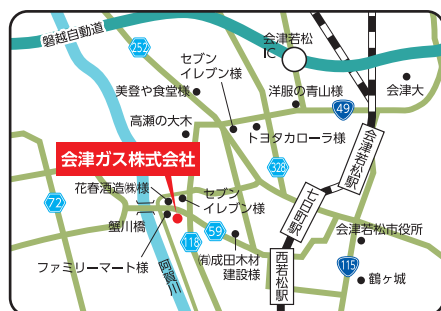 磐越自動道
252
会津若松
IC
セブン
イレブン様
美登や食堂様
洋服の青山様
会津大
49
高瀬の大木
トヨタカローラ様
会津若松駅
会津ガス株式会社
328
花春酒造㈱様
セブン
イレブン様
七日町駅
72
蟹川橋
59
118
会津若松市役所
ファミリーマート様
㈲成田木材
建設様
阿賀川
西若松駅
115
鶴ヶ城